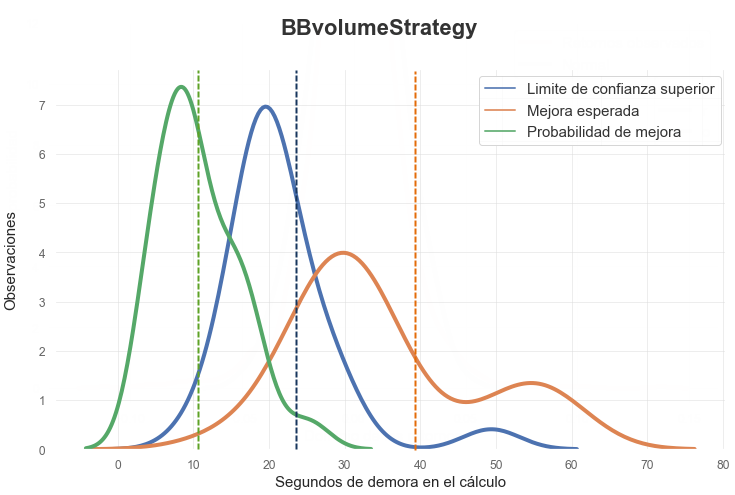 BBvolumeStrategy
Limite de confianza superior
Mejora esperada
Probabilidad de mejora
Observaciones
7
6
5
4
3
2
1
0
0 10 20 30 40 50 60 70 80
Segundos de demora en el cálculo